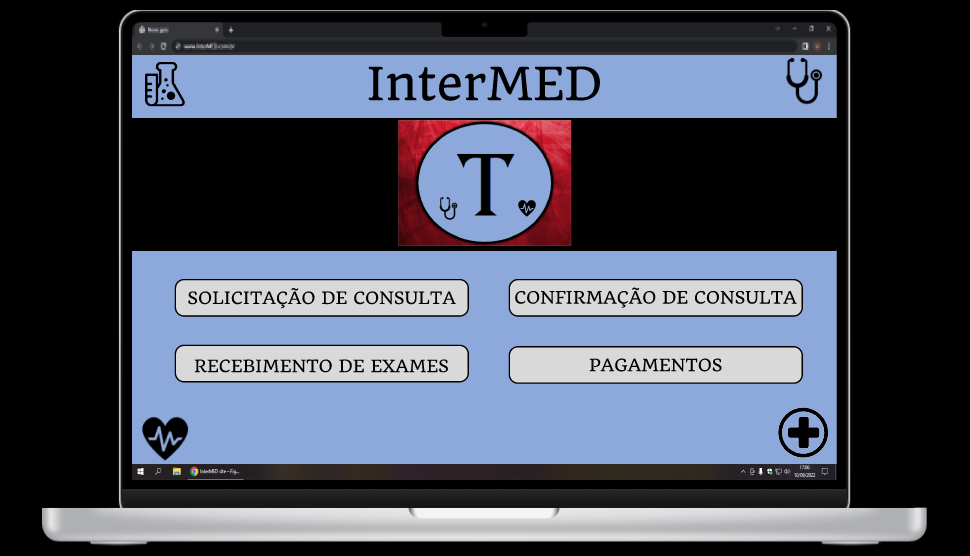 Nova guia
InterMED
T
SOLICITAÇÃO DE CONSULTA
CONFIRMAÇÃO DE CONSULTA
RECEBIMENTO DE EXAMES
PAGAMENTOS
InterMED site – Fig...
17:06
16/09/2022